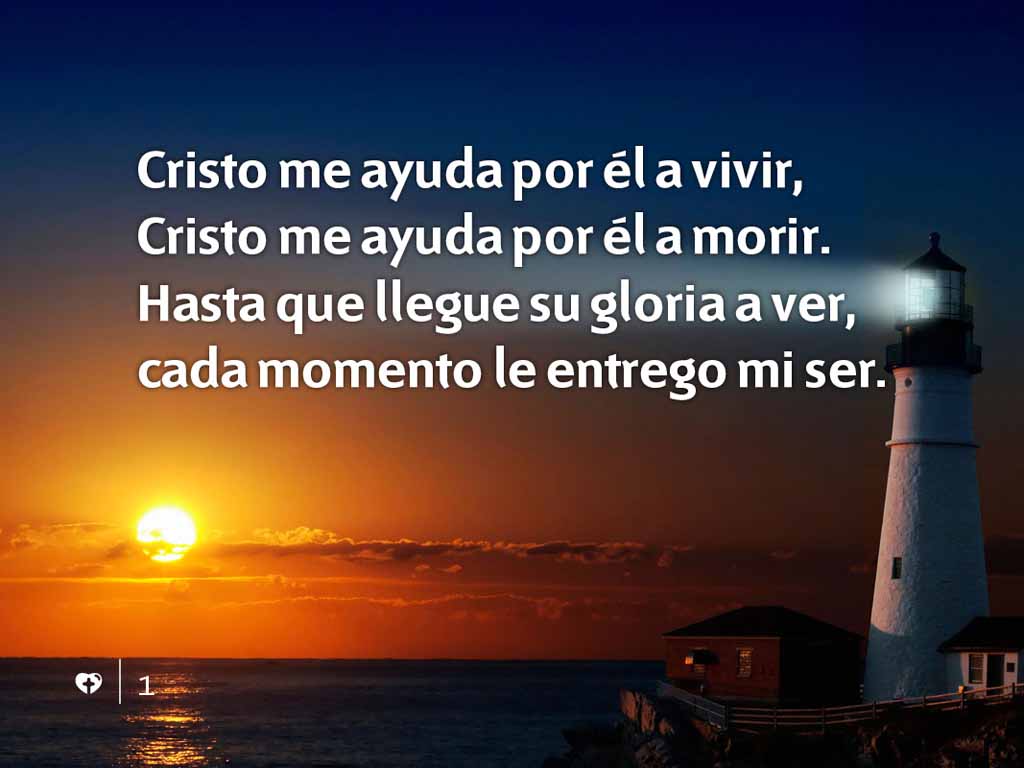 Cristo me ayuda por él a vivir,
Cristo me ayuda por él a morir.
Hasta que llegue su gloria a ver,
cada momento le entrego mi ser.
1